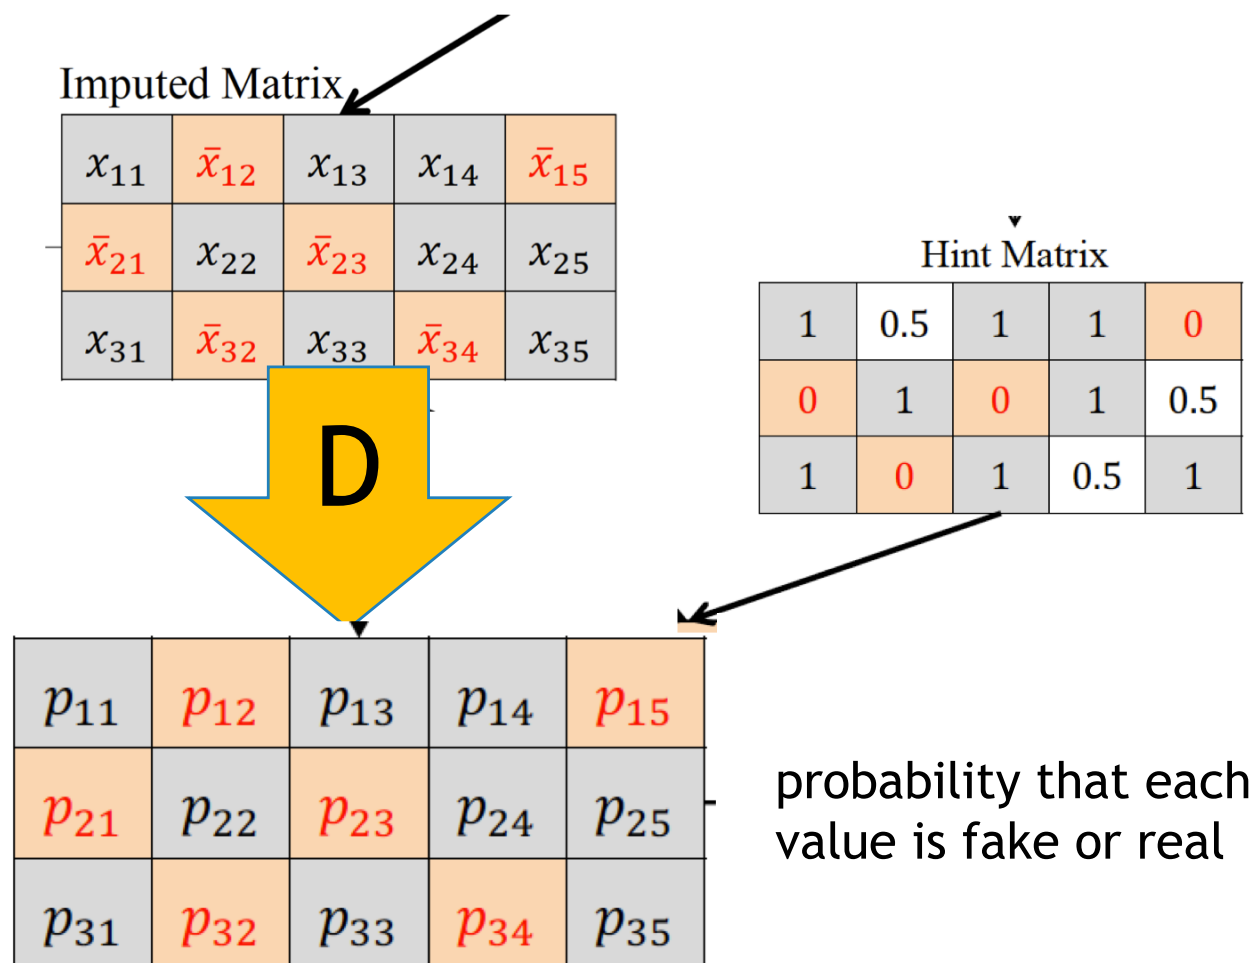 Imputed Matrix
x₁₁ x̄₁₂ x₁₃ x₁₄ x̄₁₅
x̄₂₁ x₂₂ x̄₂₃ x₂₄ x₂₅
x₃₁ x̄₃₂ x₃₃ x̄₃₄ x₃₅
Hint Matrix
1 0.5 1 1 0
0 1 0 1 0.5
1 0 1 0.5 1
D
p₁₁ p₁₂ p₁₃ p₁₄ p₁₅
p₂₁ p₂₂ p₂₃ p₂₄ p₂₅
p₃₁ p₃₂ p₃₃ p₃₄ p₃₅
probability that each
value is fake or real